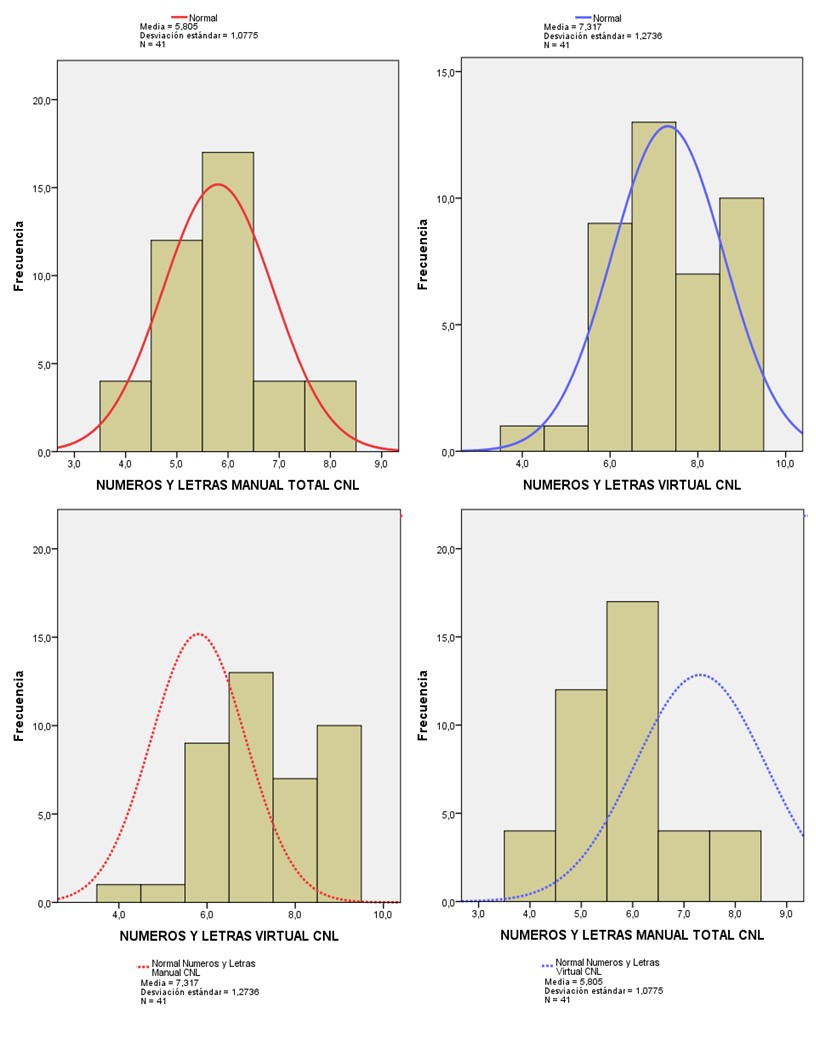 Normal
Media = 5,805
Desviación estándar = 1,0775
N = 41
20,0
15,0
10,0
5,0
0,0
Frecuencia
3,0 4,0 5,0 6,0 7,0 8,0 9,0
NUMEROS Y LETRAS MANUAL TOTAL CNL
Normal
Media = 7,317
Desviación estándar = 1,2736
N = 41
15,0
10,0
5,0
0,0
Frecuencia
4,0 6,0 8,0 10,0
NUMEROS Y LETRAS VIRTUAL CNL
20,0
15,0
10,0
5,0
0,0
Frecuencia
4,0 6,0 8,0 10,0
NUMEROS Y LETRAS VIRTUAL CNL
Normal Numeros y Letras
Manual CNL
Media = 7,317
Desviación estándar = 1,2736
N = 41
20,0
15,0
10,0
5,0
0,0
Frecuencia
3,0 4,0 5,0 6,0 7,0 8,0 9,0
NUMEROS Y LETRAS MANUAL TOTAL CNL
Normal Numeros y Letras
Virtual CNL
Media = 5,805
Desviación estándar = 1,0775
N = 41